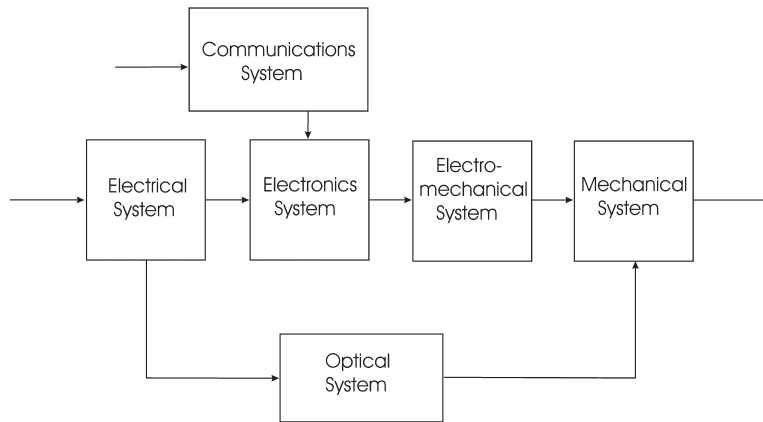 Communications
System
Electrical
System
Electronics
System
Electro-
mechanical
System
Mechanical
System
Optical
System